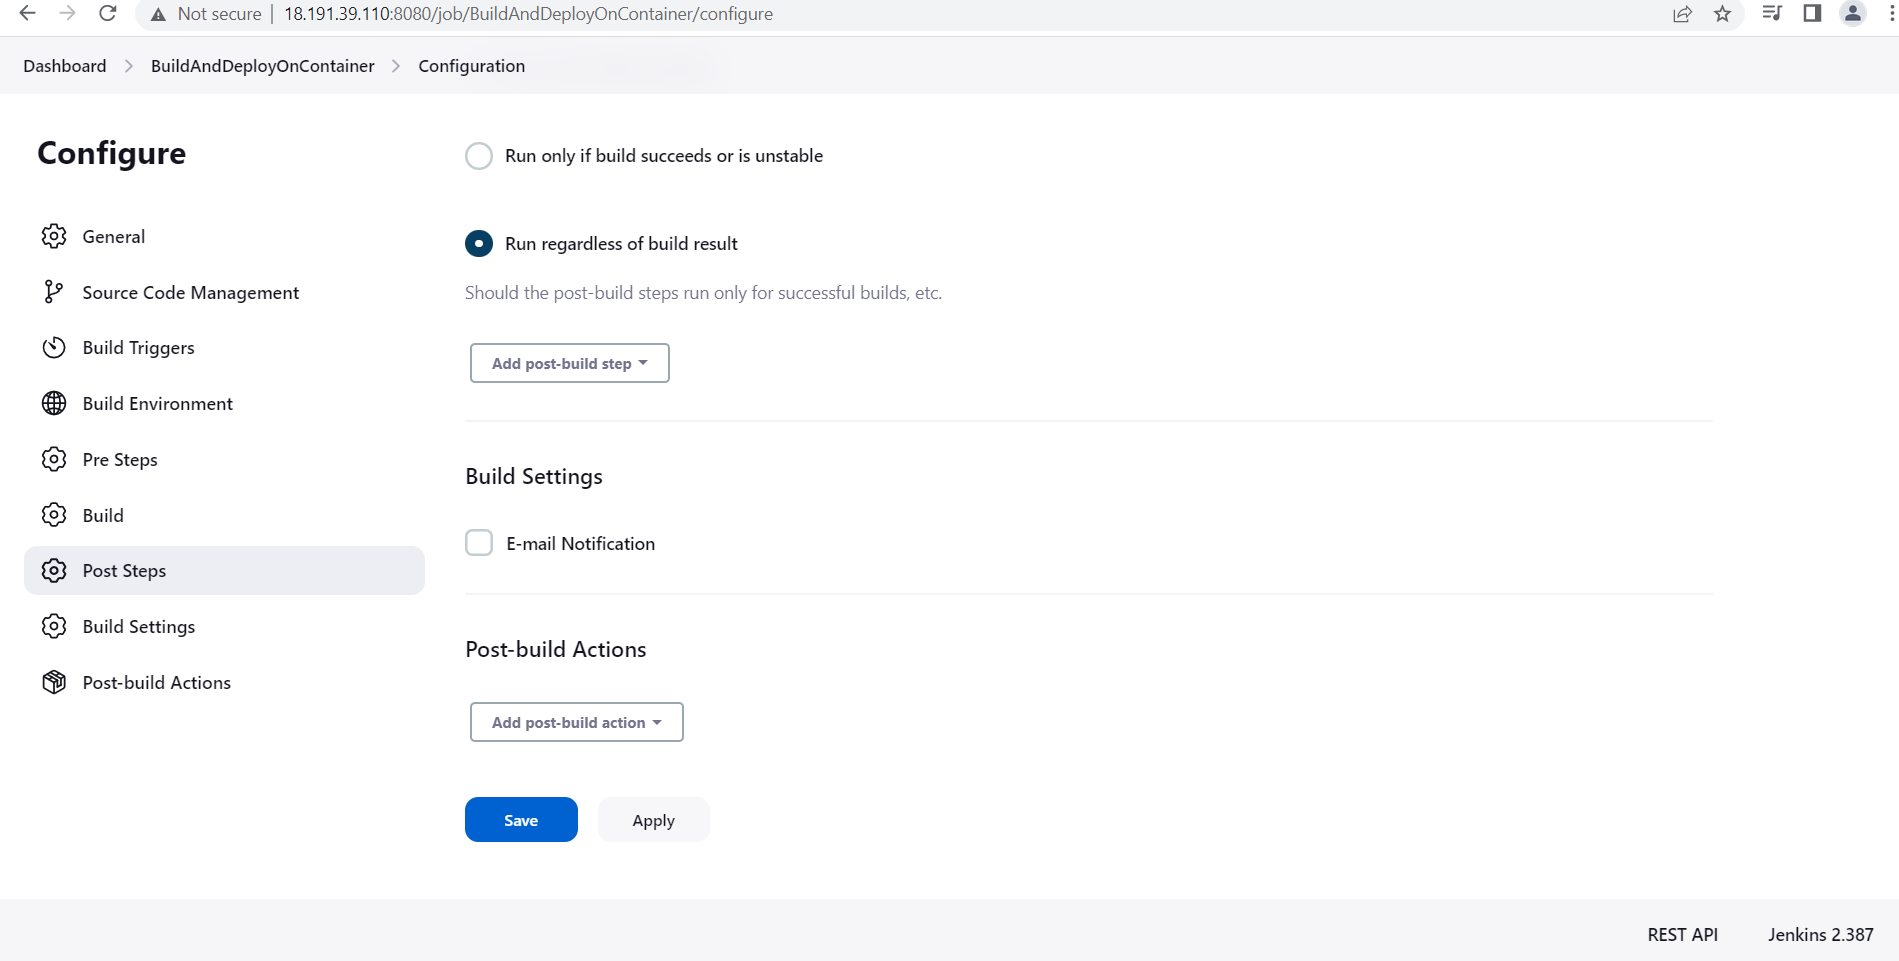 Not secure | 18.191.39.110:8080/job/BuildAndDeployOnContainer/configure
Dashboard > BuildAndDeployOnContainer > Configuration
Configure
General
Source Code Management
Build Triggers
Build Environment
Pre Steps
Build
Post Steps
Build Settings
Post-build Actions
Run only if build succeeds or is unstable
Run regardless of build result
Should the post-build steps run only for successful builds, etc.
Add post-build step
Build Settings
E-mail Notification
Post-build Actions
Add post-build action
Save Apply
REST API Jenkins 2.387